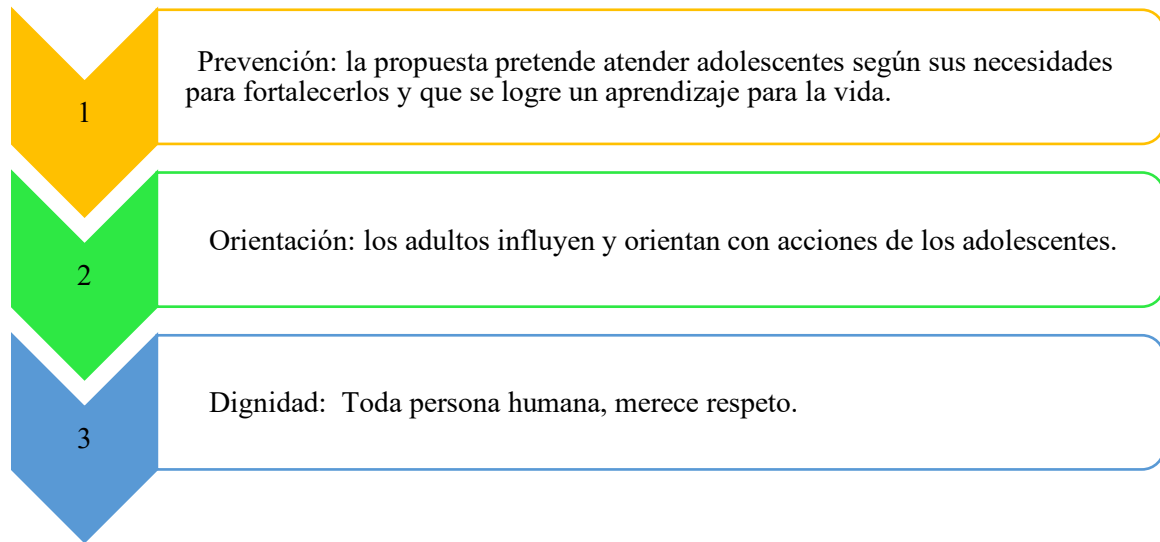 1
Prevención: la propuesta pretende atender adolescentes según sus necesidades
para fortalecerlos y que se logre un aprendizaje para la vida.
2
Orientación: los adultos influyen y orientan con acciones de los adolescentes.
3
Dignidad: Toda persona humana, merece respeto.